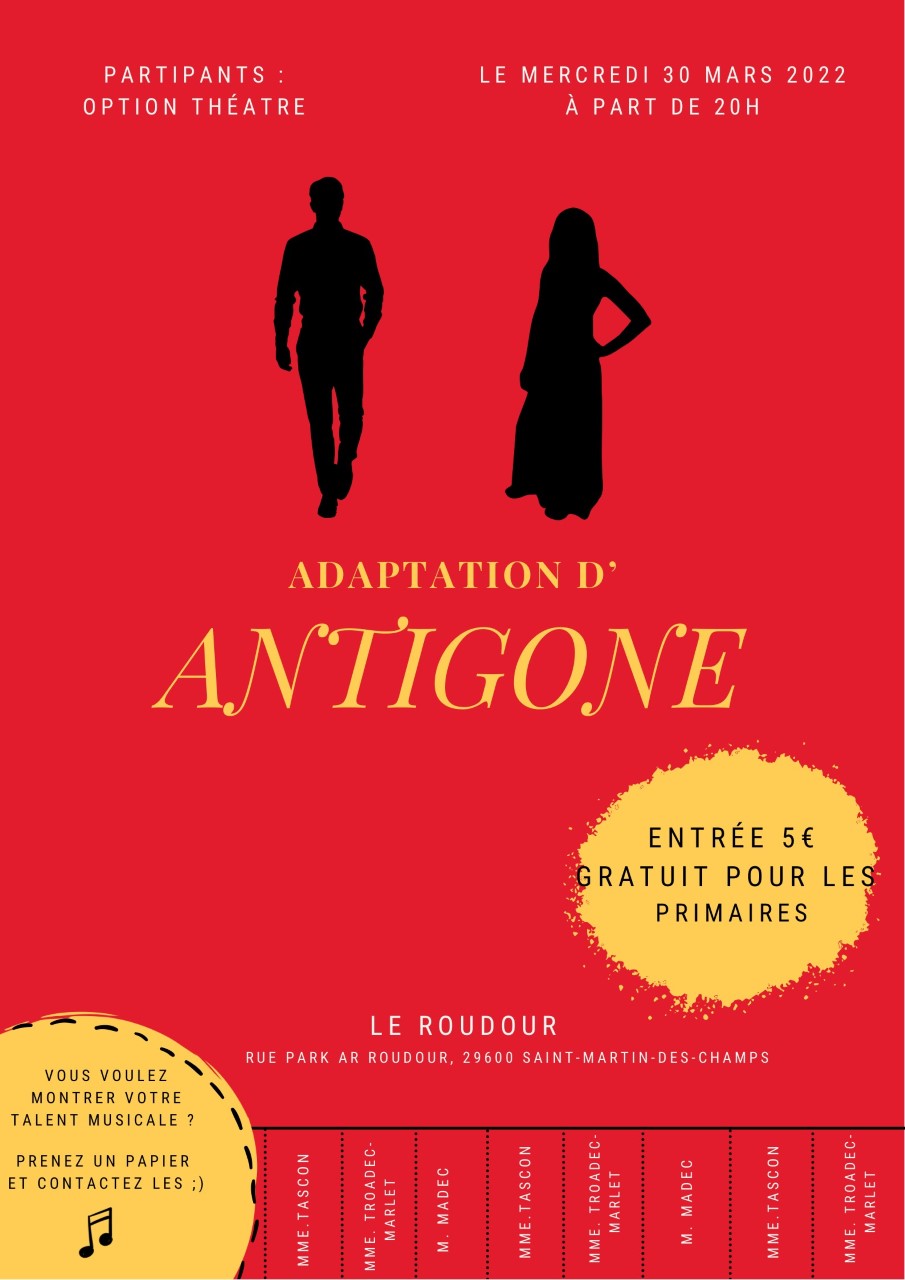 PARTIPANTS :
OPTION THÉATRE
LE MERCREDI 30 MARS 2022
À PART DE 20H
ADAPTATION D’
ANTIGONE
ENTRÉE 5€
GRATUIT POUR LES
PRIMAIRES
LE ROUDOUR
RUE PARK AR ROUDOUR, 29600 SAINT-MARTIN-DES-CHAMPS
VOUS VOULEZ
MONTRER VOTRE
TALENT MUSICALE ?
PRENEZ UN PAPIER
ET CONTACTEZ LES ;)
MME.TASCON
MME. TROADEC-
MARLET
M. MADEC
MME.TASCON
MME. TROADEC-
MARLET
M. MADEC
MME.TASCON
MME. TROADEC-
MARLET